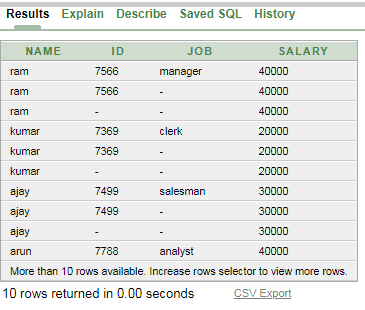 Results Explain Describe Saved SQL History
NAME ID JOB SALARY
ram 7566 manager 40000
ram 7566 - 40000
ram - - 40000
kumar 7369 clerk 20000
kumar 7369 - 20000
kumar - - 20000
ajay 7499 salesman 30000
ajay 7499 - 30000
ajay - - 30000
arun 7788 analyst 40000
More than 10 rows available. Increase rows selector to view more rows.
10 rows returned in 0.00 seconds CSV Export